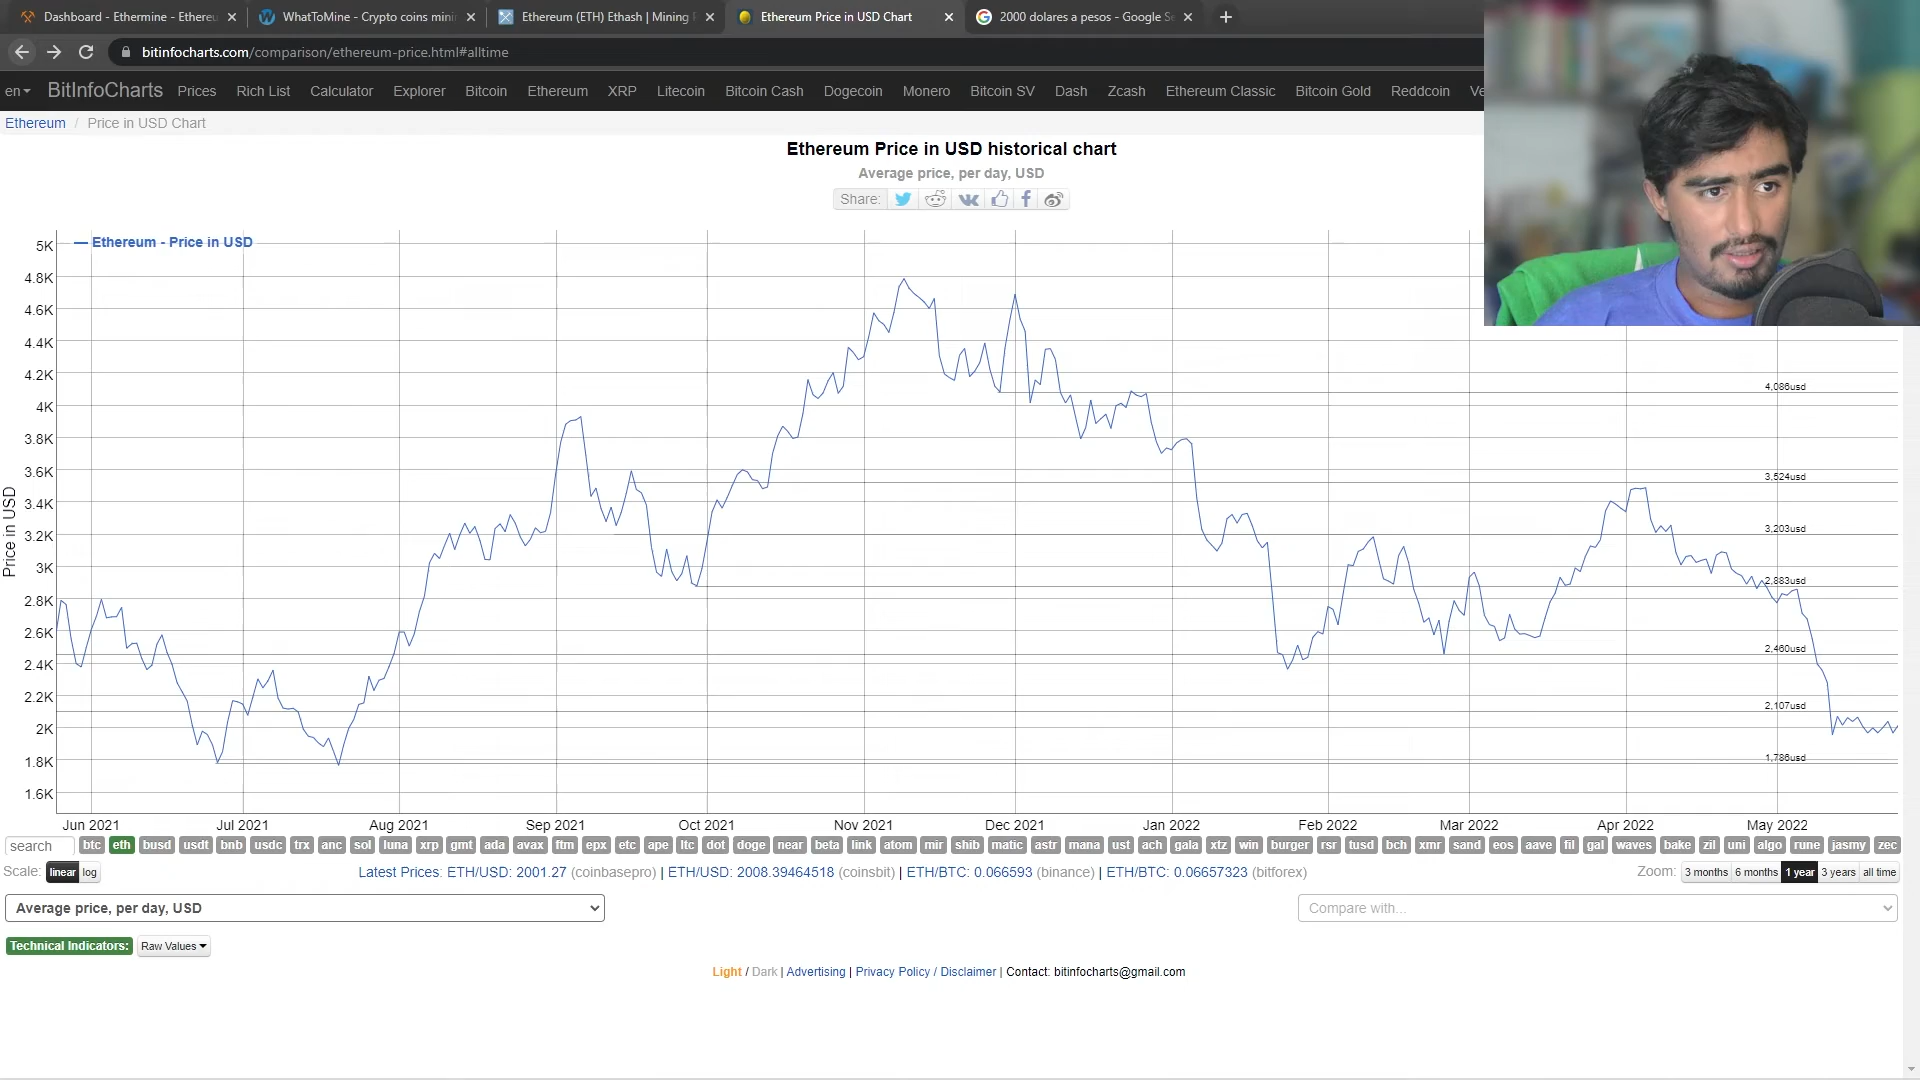 Dashboard - Ethermine - Ethereu
WhatToMine - Crypto coins mini
Ethereum (ETH) Ethash | Mining
Ethereum Price in USD Chart
2000 dolares a pesos - Google Se
bitinfocharts.com/comparison/ethereum-price.html#alltime
en BitInfoCharts Prices Rich List Calculator Explorer Bitcoin Ethereum XRP Litecoin Bitcoin Cash Dogecoin Monero Bitcoin SV Dash Zcash Ethereum Classic Bitcoin Gold Reddcoin Ve
Ethereum / Price in USD Chart
Ethereum Price in USD historical chart
Average price, per day, USD
Share:
Ethereum - Price in USD
Price in USD
5K
4.8K
4.6K
4.4K
4.2K
4K
3.8K
3.6K
3.4K
3.2K
3K
2.8K
2.6K
2.4K
2.2K
2K
1.8K
1.6K
4,086usd
3,524usd
3,203usd
2,883usd
2,460usd
2,107usd
1,786usd
Jun 2021 Jul 2021 Aug 2021 Sep 2021 Oct 2021 Nov 2021 Dec 2021 Jan 2022 Feb 2022 Mar 2022 Apr 2022 May 2022
search btc eth busd usdt bnb usdc trx anc sol luna xrp gmt ada avax ftm epx etc ape ltc dot doge near beta link atom mir shib matic astr mana ust ach gala xtz win burger rsr tusd bch xmr sand eos aave fil gal waves bake zil uni algo rune jasmy zec
Scale: linear log
Latest Prices: ETH/USD: 2001.27 (coinbasepro) | ETH/USD: 2008.39464518 (coinsbit) | ETH/BTC: 0.066593 (binance) | ETH/BTC: 0.06657323 (bitforex)
Zoom: 3 months 6 months 1 year 3 years all time
Average price, per day, USD
Compare with...
Technical Indicators: Raw Values
Light / Dark | Advertising | Privacy Policy / Disclaimer | Contact: bitinfocharts@gmail.com